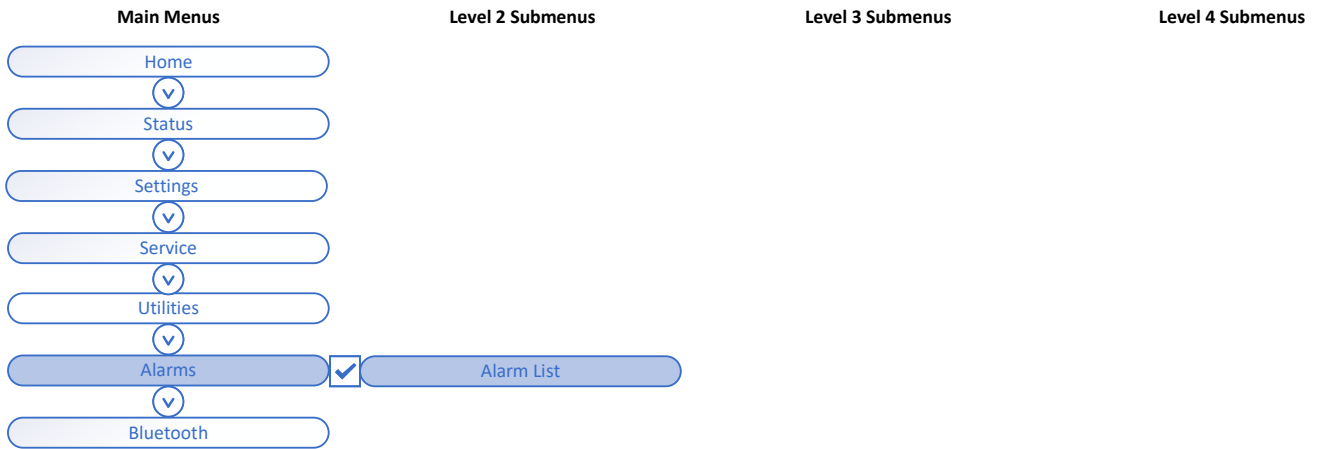 Main Menus Level 2 Submenus Level 3 Submenus Level 4 Submenus
Home
v
Status
v
Settings
v
Service
v
Utilities
v
Alarms Alarm List
v
Bluetooth